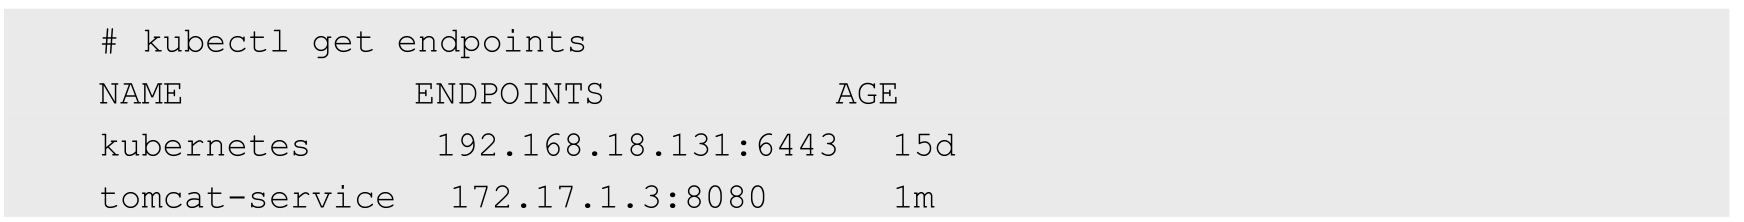 # kubectl get endpoints
NAME ENDPOINTS AGE
kubernetes 192.168.18.131:6443 15d
tomcat-service 172.17.1.3:8080 1m